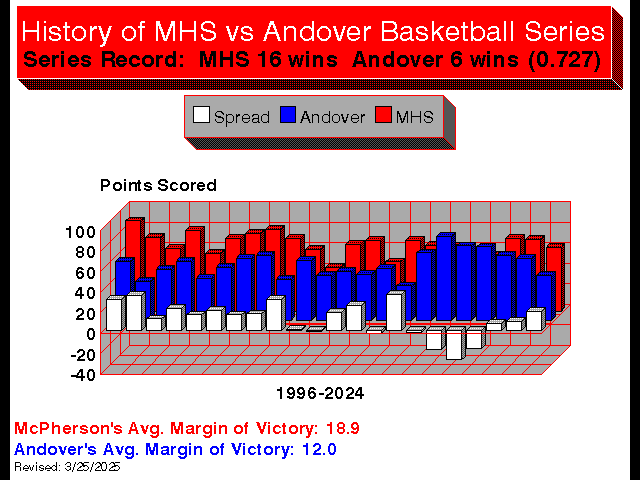 History of MHS vs Andover Basketball Series
Series Record: MHS 16 wins Andover 6 wins (0.727)
Spread Andover MHS
Points Scored
100
80
60
40
20
0
-20
-40
1996-2024
McPherson's Avg. Margin of Victory: 18.9
Andover's Avg. Margin of Victory: 12.0
Revised: 3/25/2025